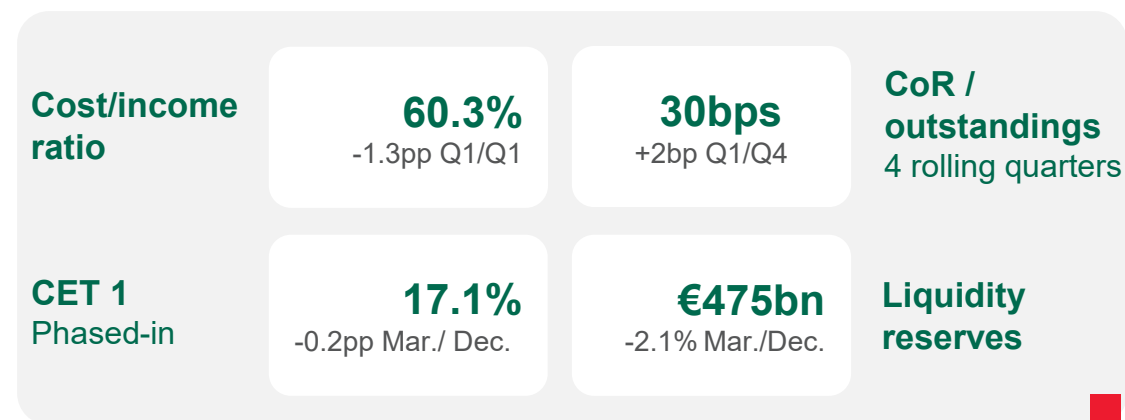 Cost/income
ratio
60.3%
-1.3pp Q1/Q1
30bps
+2bp Q1/Q4
CoR /
outstandings
4 rolling quarters
CET 1
Phased-in
17.1%
-0.2pp Mar./ Dec.
€475bn
-2.1% Mar./Dec.
Liquidity
reserves